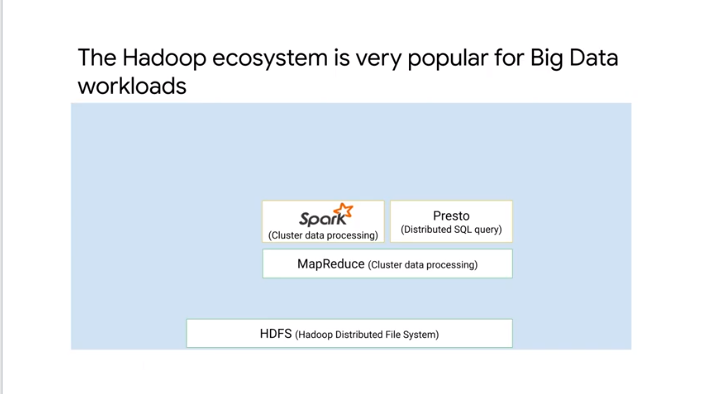 The Hadoop ecosystem is very popular for Big Data
workloads
Spark
(Cluster data processing)
Presto
(Distributed SQL query)
MapReduce (Cluster data processing)
HDFS (Hadoop Distributed File System)